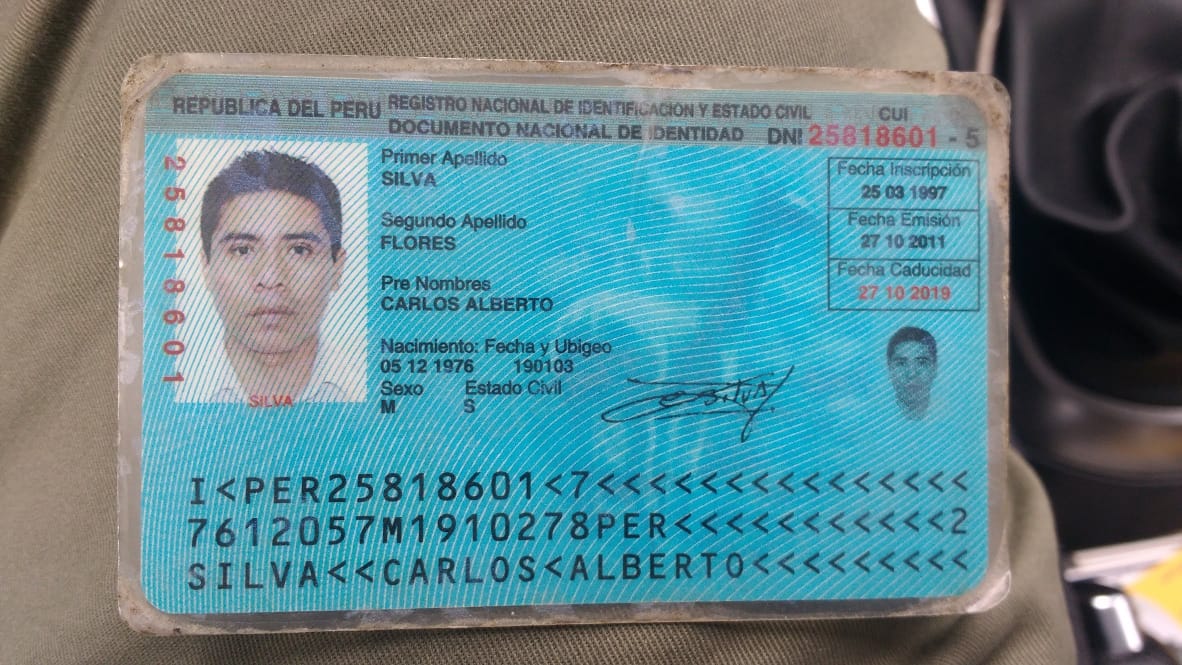 REPUBLICA DEL PERU
REGISTRO NACIONAL DE IDENTIFICACION Y ESTADO CIVIL
CUI
DOCUMENTO NACIONAL DE IDENTIDAD DNI 25818601 - 5
25818601
SILVA
Primer Apellido
SILVA
Segundo Apellido
FLORES
Pre Nombres
CARLOS ALBERTO
Nacimiento: Fecha y Ubigeo
05 12 1976 190103
Sexo Estado Civil
M S
Fecha Inscripción
25 03 1997
Fecha Emisión
27 10 2011
Fecha Caducidad
27 10 2019
I<PER25818601<7<<<<<<<<<<<<<<<
7612057M1910278PER<<<<<<<<<<<2
SILVA<<CARLOS<ALBERTO<<<<<<<<<